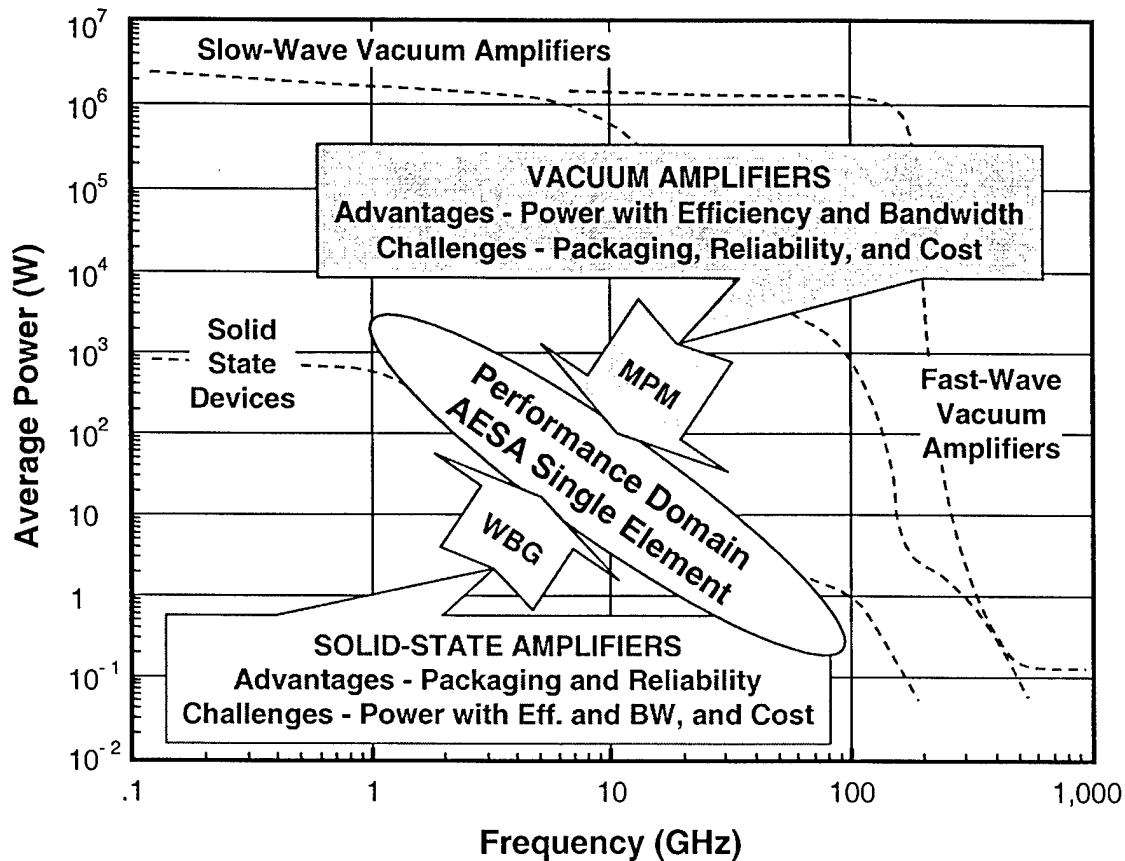 10^7
10^6
10^5
10^4
10^3
10^2
10
1
10^-1
10^-2
Average Power (W)
Slow-Wave Vacuum Amplifiers
VACUUM AMPLIFIERS
Advantages - Power with Efficiency and Bandwidth
Challenges - Packaging, Reliability, and Cost
Solid
State
Devices
MPM
Performance Domain
AESA Single Element
Fast-Wave
Vacuum
Amplifiers
WBG
SOLID-STATE AMPLIFIERS
Advantages - Packaging and Reliability
Challenges - Power with Eff. and BW, and Cost
.1
1
10
100
1,000
Frequency (GHz)